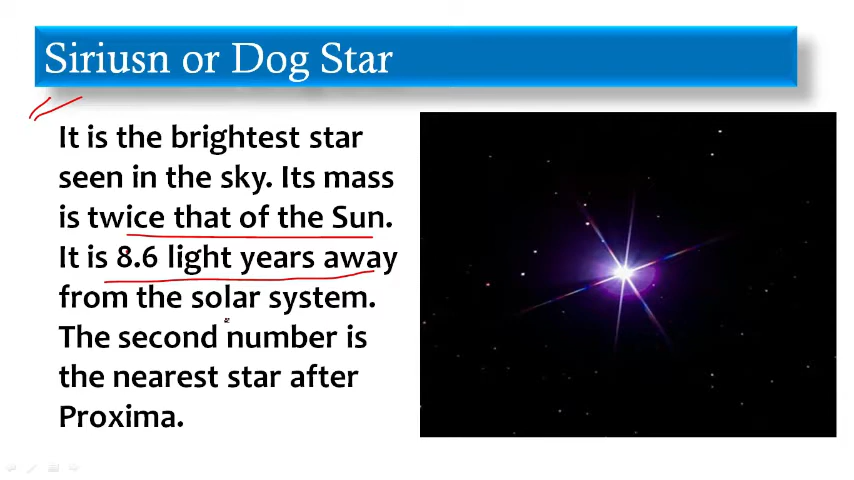 Siriusn or Dog Star
It is the brightest star
seen in the sky. Its mass
is twice that of the Sun.
It is 8.6 light years away
from the solar system.
The second number is
the nearest star after
Proxima.